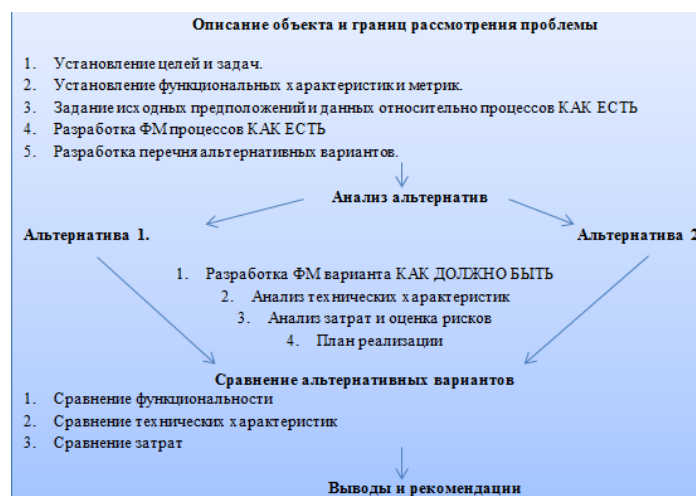 Описание объекта и границ рассмотрения проблемы
1. Установление целей и задач.
2. Установление функциональных характеристик и метрик.
3. Задание исходных предположений и данных относительно процессов КАК ЕСТЬ
4. Разработка ФМ процессов КАК ЕСТЬ
5. Разработка перечня альтернативных вариантов.
Анализ альтернатив
Альтернатива 1.
Альтернатива 2
1. Разработка ФМ варианта КАК ДОЛЖНО БЫТЬ
2. Анализ технических характеристик
3. Анализ затрат и оценка рисков
4. План реализации
Сравнение альтернативных вариантов
1. Сравнение функциональности
2. Сравнение технических характеристик
3. Сравнение затрат
Выводы и рекомендации